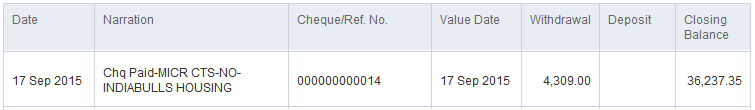 Date Narration Cheque/Ref. No. Value Date Withdrawal Deposit Closing
Balance
17 Sep 2015 Chq Paid-MICR CTS-NO- 000000000014 17 Sep 2015 4,309.00 36,237.35
INDIABULLS HOUSING